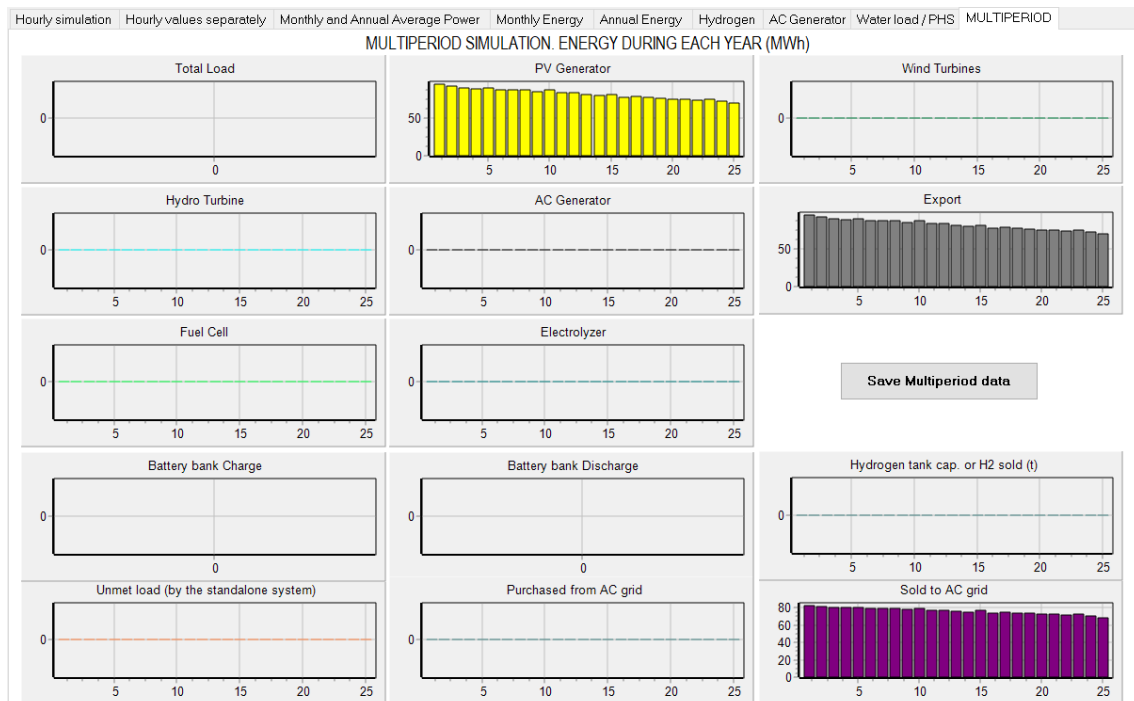 Hourly simulation Hourly values separately Monthly and Annual Average Power Monthly Energy Annual Energy Hydrogen AC Generator Water load / PHS MULTIPERIOD
MULTIPERIOD SIMULATION. ENERGY DURING EACH YEAR (MWh)
Total Load
0
0
PV Generator
50
0
5 10 15 20 25
Wind Turbines
0
5 10 15 20 25
Hydro Turbine
0
5 10 15 20 25
AC Generator
0
5 10 15 20 25
Export
50
0
5 10 15 20 25
Fuel Cell
0
5 10 15 20 25
Electrolyzer
0
5 10 15 20 25
Save Multiperiod data
Battery bank Charge
0
0
Battery bank Discharge
0
0
Hydrogen tank cap. or H2 sold (t)
0
5 10 15 20 25
Unmet load (by the standalone system)
0
5 10 15 20 25
Purchased from AC grid
0
5 10 15 20 25
Sold to AC grid
80
60
40
20
0
5 10 15 20 25